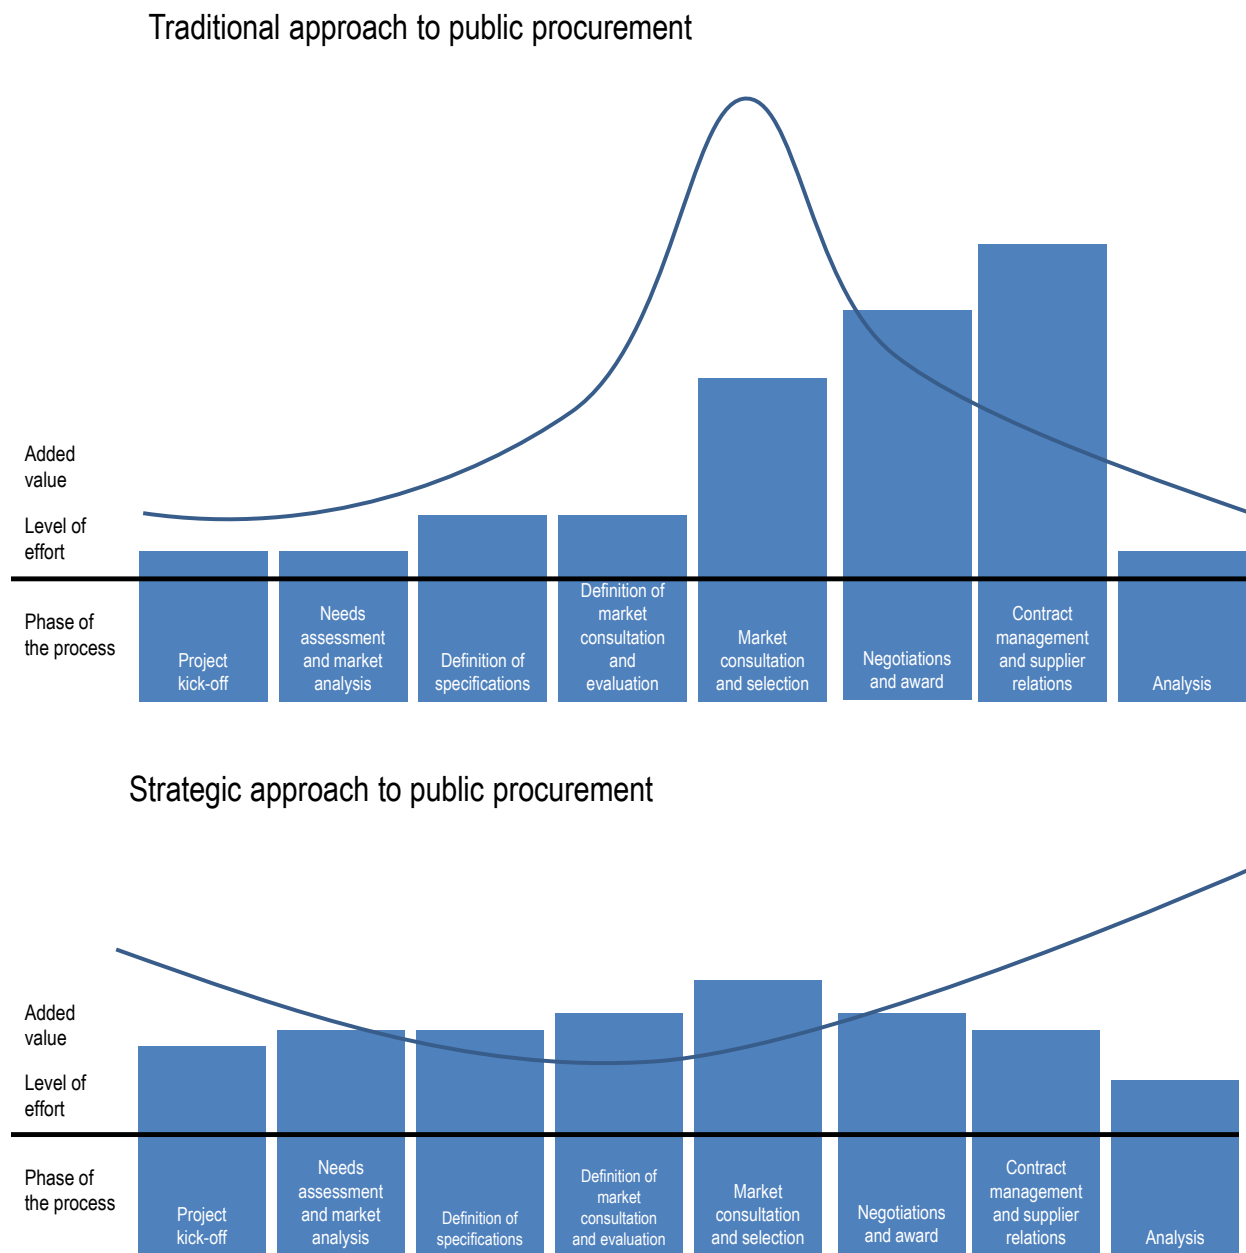 Traditional approach to public procurement
Added
value
Level of
effort
Phase of
the process
Project
kick-off
Needs
assessment
and market
analysis
Definition of
specifications
Definition of
market
consultation
and
evaluation
Market
consultation
and selection
Negotiations
and award
Contract
management
and supplier
relations
Analysis
Strategic approach to public procurement
Added
value
Level of
effort
Phase of
the process
Project
kick-off
Needs
assessment
and market
analysis
Definition of
specifications
Definition of
market
consultation
and evaluation
Market
consultation
and selection
Negotiations
and award
Contract
management
and supplier
relations
Analysis